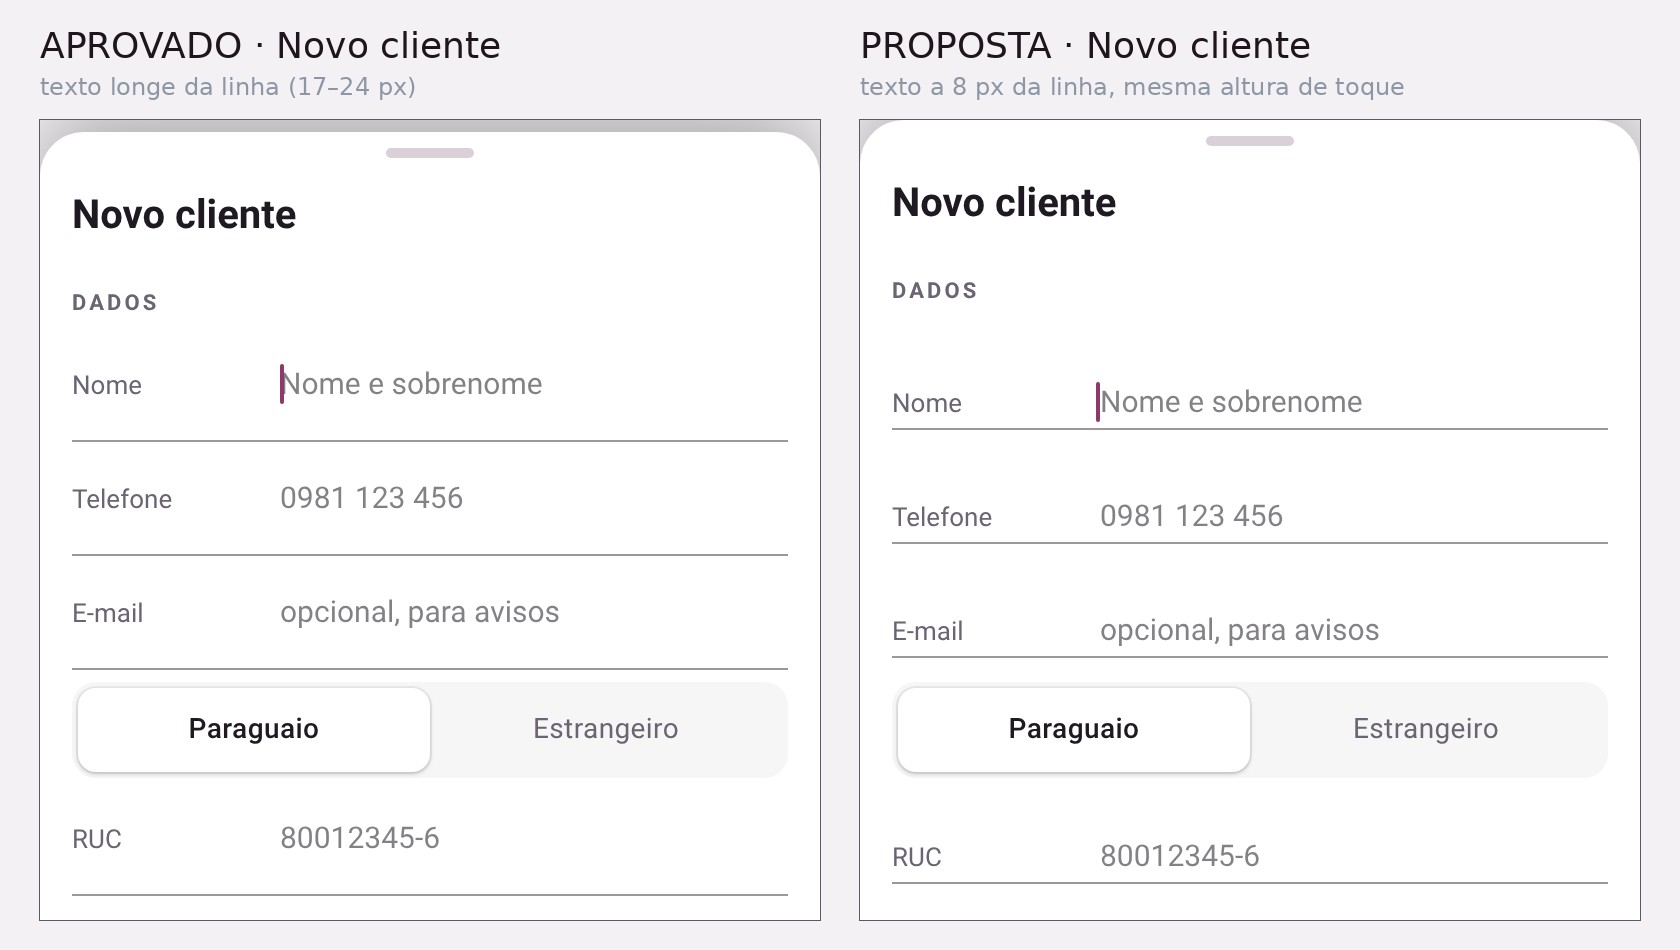 APROVADO · Novo cliente
texto longe da linha (17–24 px)
Novo cliente
DADOS
Nome Nome e sobrenome
Telefone 0981 123 456
E-mail opcional, para avisos
Paraguaio Estrangeiro
RUC 80012345-6
PROPOSTA · Novo cliente
texto a 8 px da linha, mesma altura de toque
Novo cliente
DADOS
Nome Nome e sobrenome
Telefone 0981 123 456
E-mail opcional, para avisos
Paraguaio Estrangeiro
RUC 80012345-6